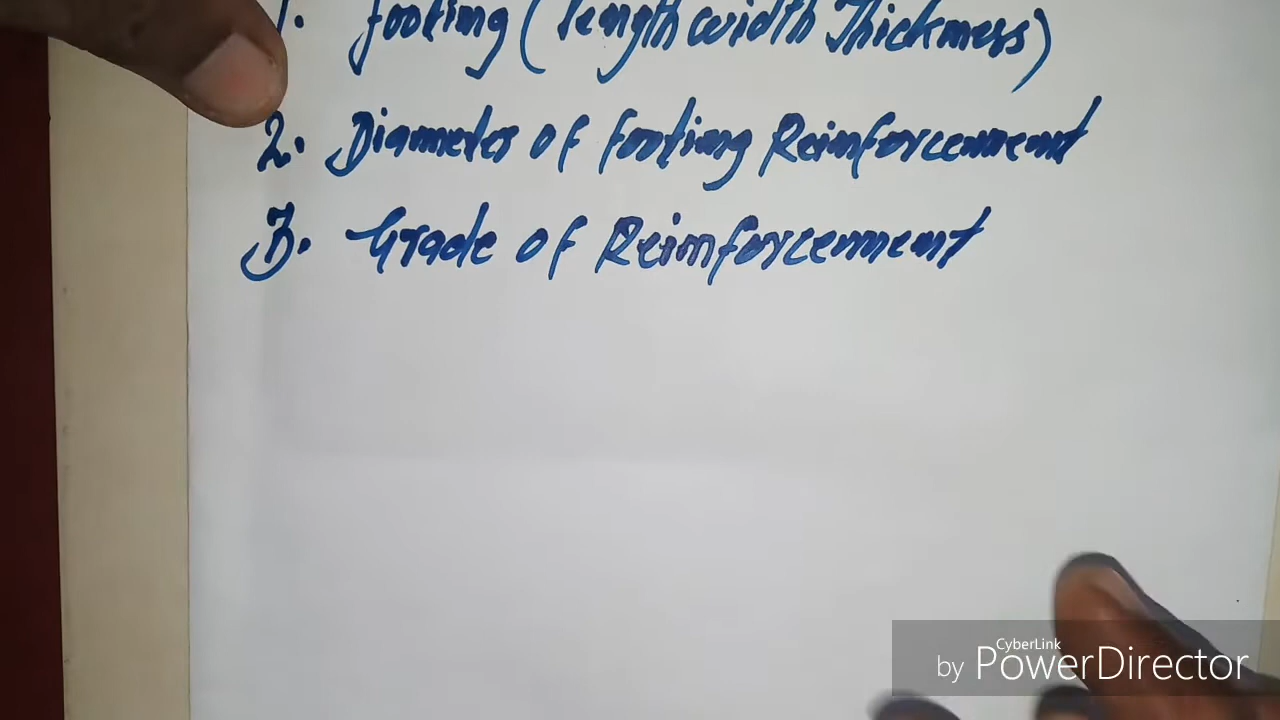 1. footing (length width Thickness)
2. Diameter of footing Reinforcement
3. Grade of Reinforcement
CyberLink
by PowerDirector